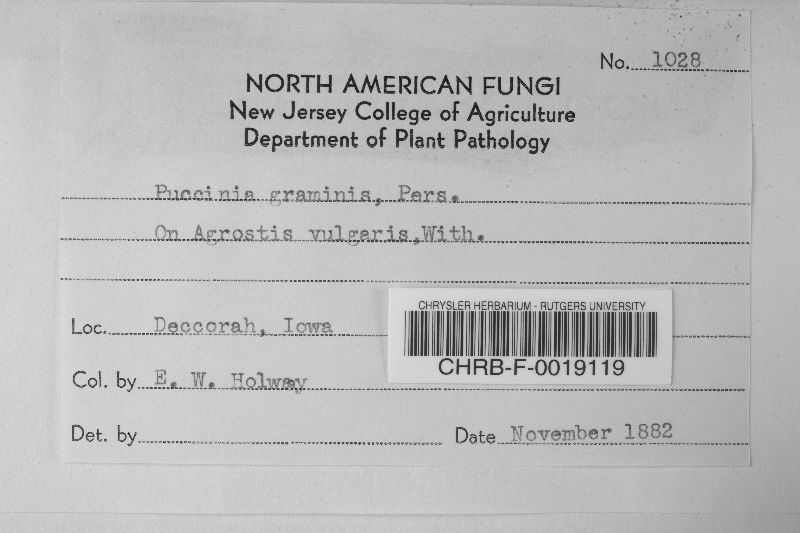 No. 1028
NORTH AMERICAN FUNGI
New Jersey College of Agriculture
Department of Plant Pathology
Puccinia graminis, Pers.
On Agrostis vulgaris,With.
Loc. Deccorah, Iowa
CHRYSLER HERBARIUM - RUTGERS UNIVERSITY
CHRB-F-0019119
Col. by E. W. Holway
Det. by
Date November 1882